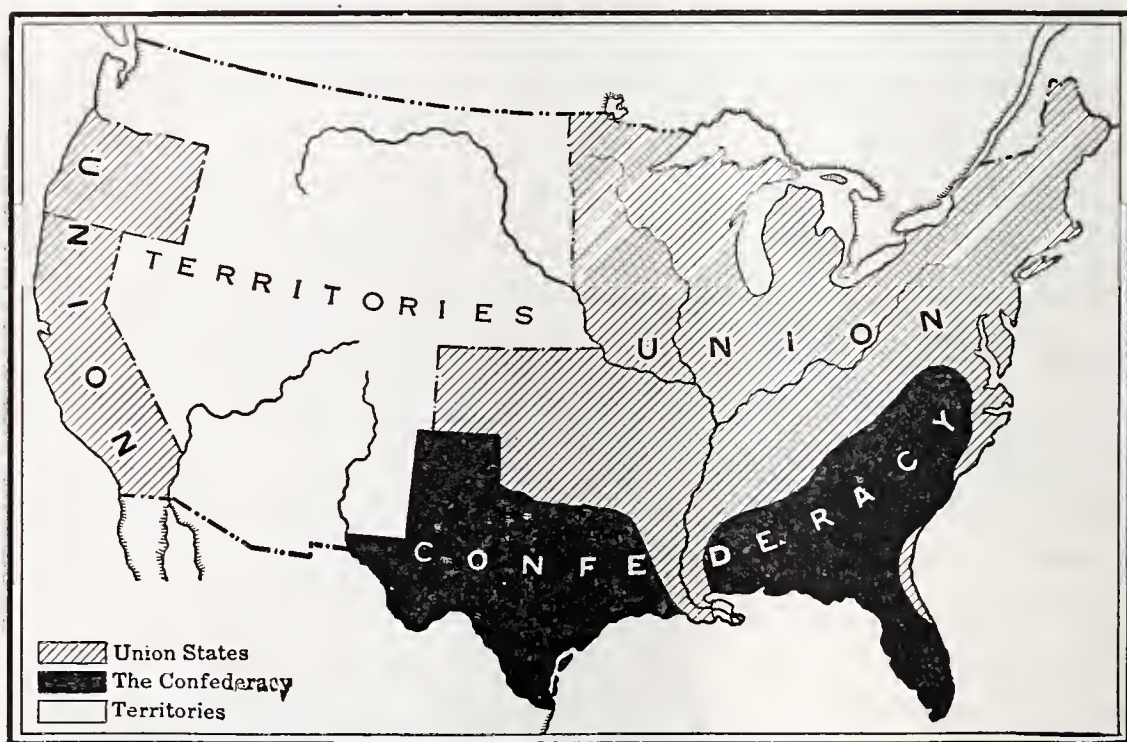 UNION
TERRITORIES
UNION
CONFEDERACY
Union States
The Confederacy
Territories